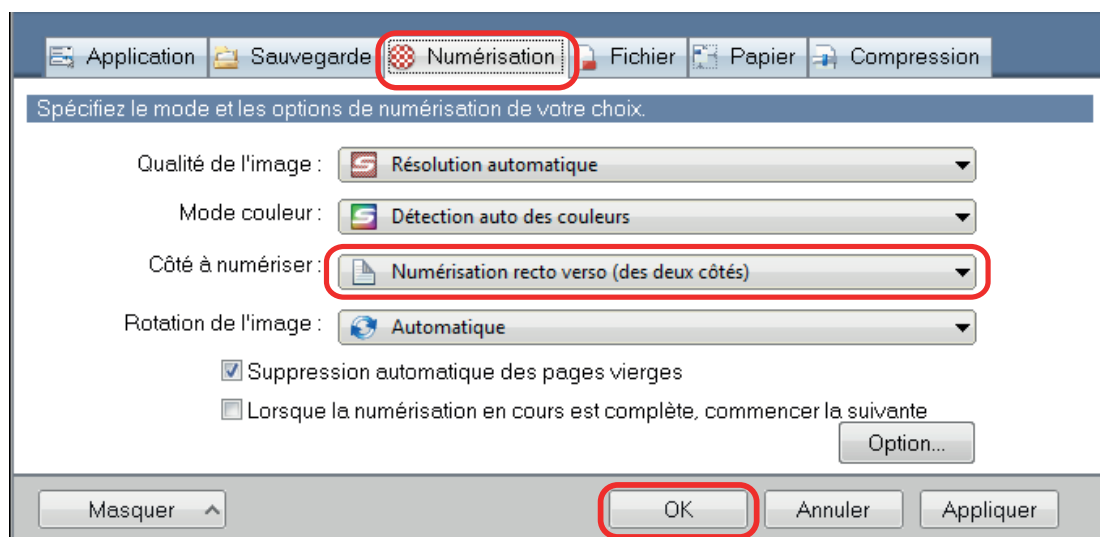 Application Sauvegarde Numérisation Fichier Papier Compression
Spécifiez le mode et les options de numérisation de votre choix.
Qualité de l'image : Résolution automatique
Mode couleur : Détection auto des couleurs
Côté à numériser : Numérisation recto verso (des deux côtés)
Rotation de l'image : Automatique
Suppression automatique des pages vierges
Lorsque la numérisation en cours est complète, commencer la suivante
Option...
Masquer OK Annuler Appliquer